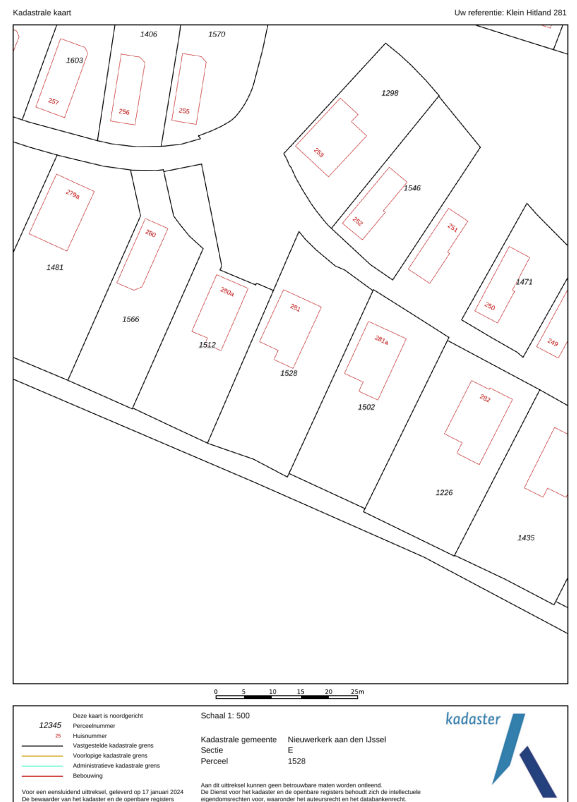 Kadastrale kaart
Uw referentie: Klein Hitland 281
1603
1406
1570
257
256
255
1298
253
1546
252
251
1471
250
249
279a
1481
280
1566
280a
1512
281
1528
281a
1502
282
1226
1435
0 5 10 15 20 25m
Deze kaart is noordgericht
12345 Perceelnummer
25 Huisnummer
Vastgestelde kadastrale grens
Voorlopige kadastrale grens
Administratieve kadastrale grens
Bebouwing
Voor een eensluidend uittreksel, geleverd op 17 januari 2024
De bewaarder van het kadaster en de openbare registers
Schaal 1: 500
Kadastrale gemeente Nieuwerkerk aan den IJssel
Sectie E
Perceel 1528
Aan dit uittreksel kunnen geen betrouwbare maten worden ontleend.
De Dienst voor het kadaster en de openbare registers behoudt zich de intellectuele
eigendomsrechten voor, waaronder het auteursrecht en het databankenrecht.
kadaster